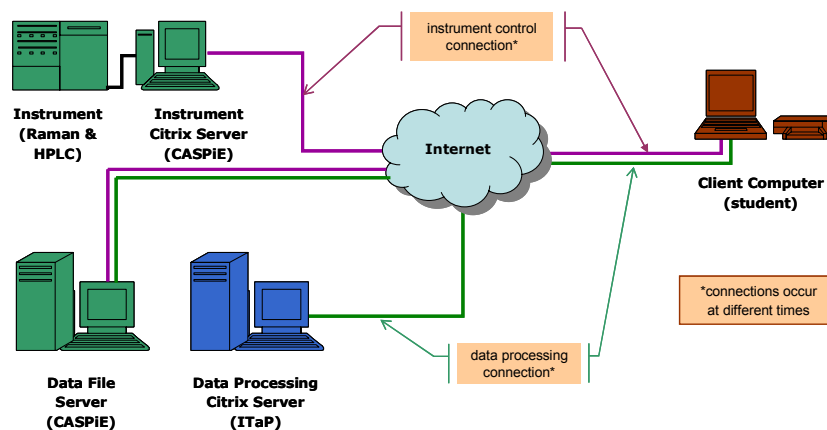 instrument control
connection*
Instrument
(Raman &
HPLC)
Instrument
Citrix Server
(CASPiE)
Internet
Client Computer
(student)
*connections occur
at different times
data processing
connection*
Data File
Server
(CASPiE)
Data Processing
Citrix Server
(ITaP)